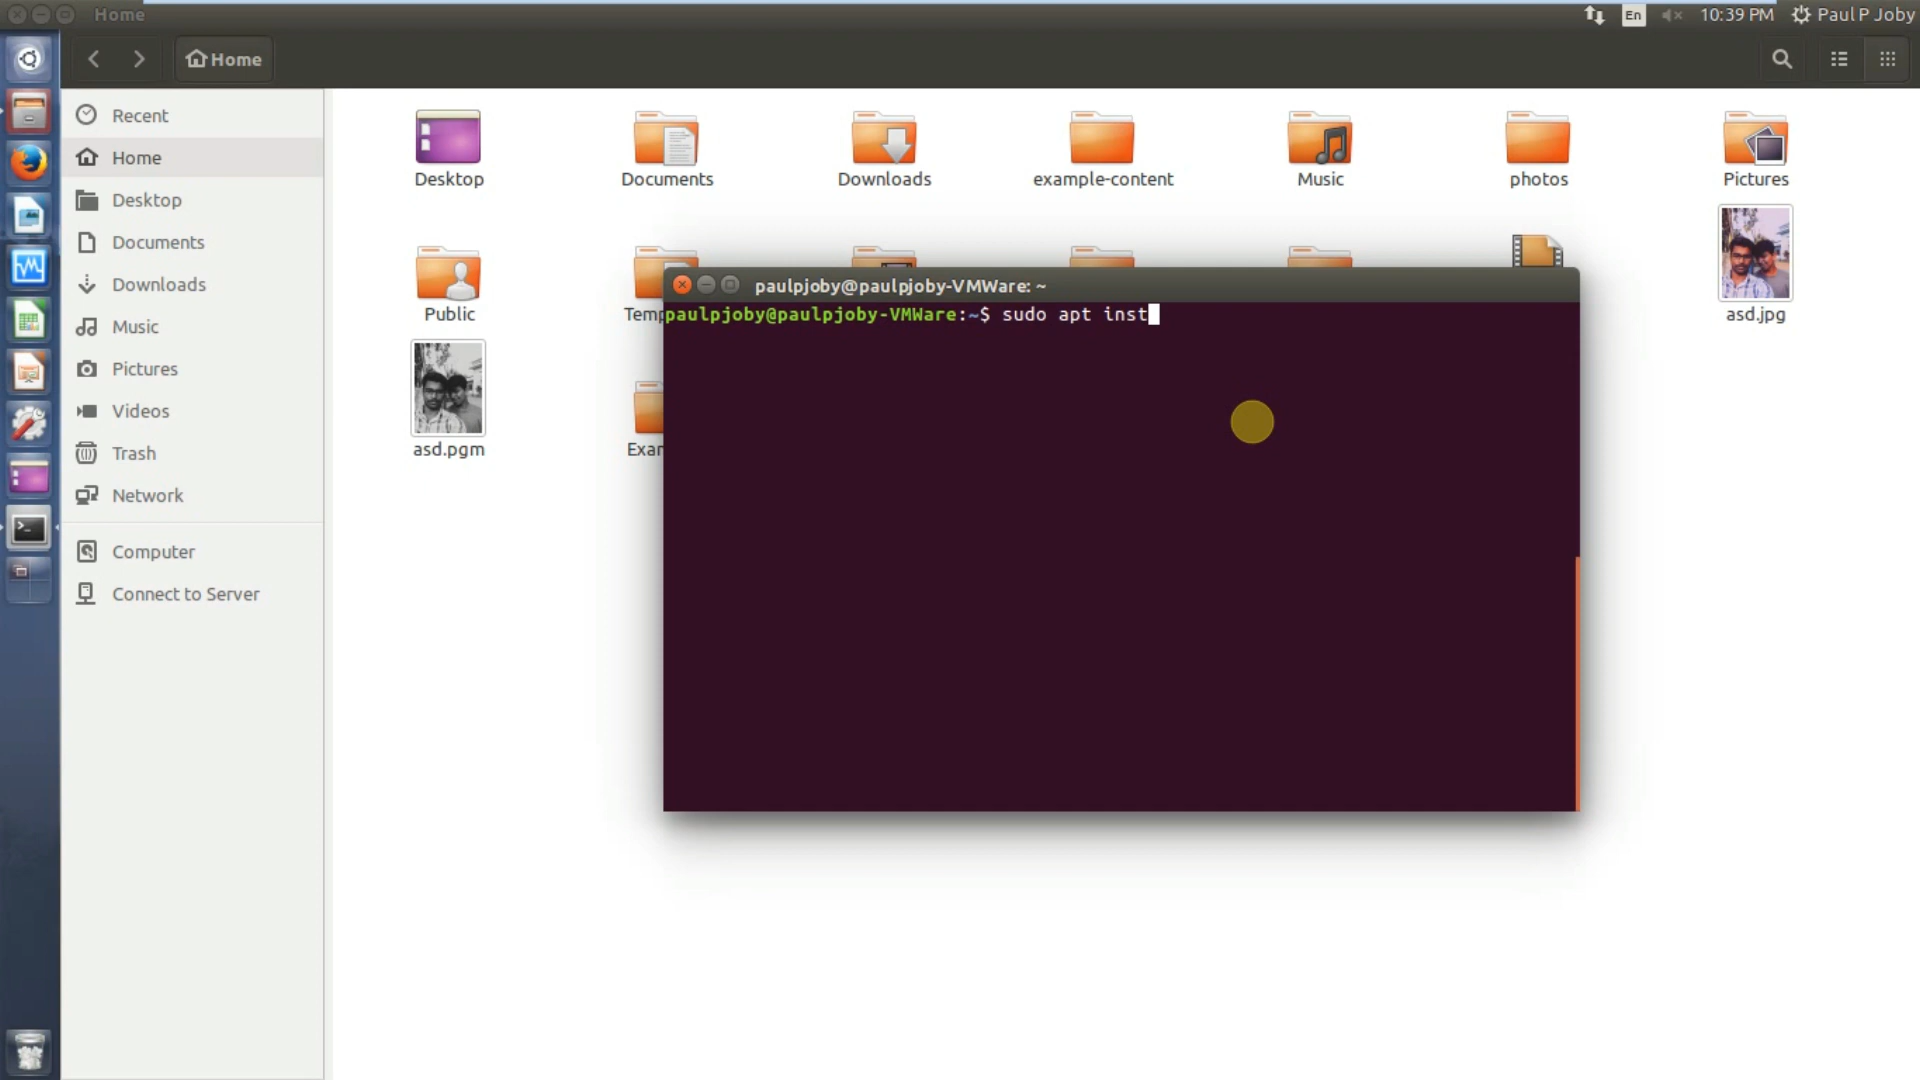 Home
En
10:39 PM
Paul P Joby
Home
Recent
Home
Desktop
Documents
Downloads
Music
Pictures
Videos
Trash
Network
Computer
Connect to Server
Desktop
Documents
Downloads
example-content
Music
photos
Pictures
Public
Temp
asd.jpg
asd.pgm
Exam
paulpjoby@paulpjoby-VMWare: ~
paulpjoby@paulpjoby-VMWare:~$ sudo apt inst